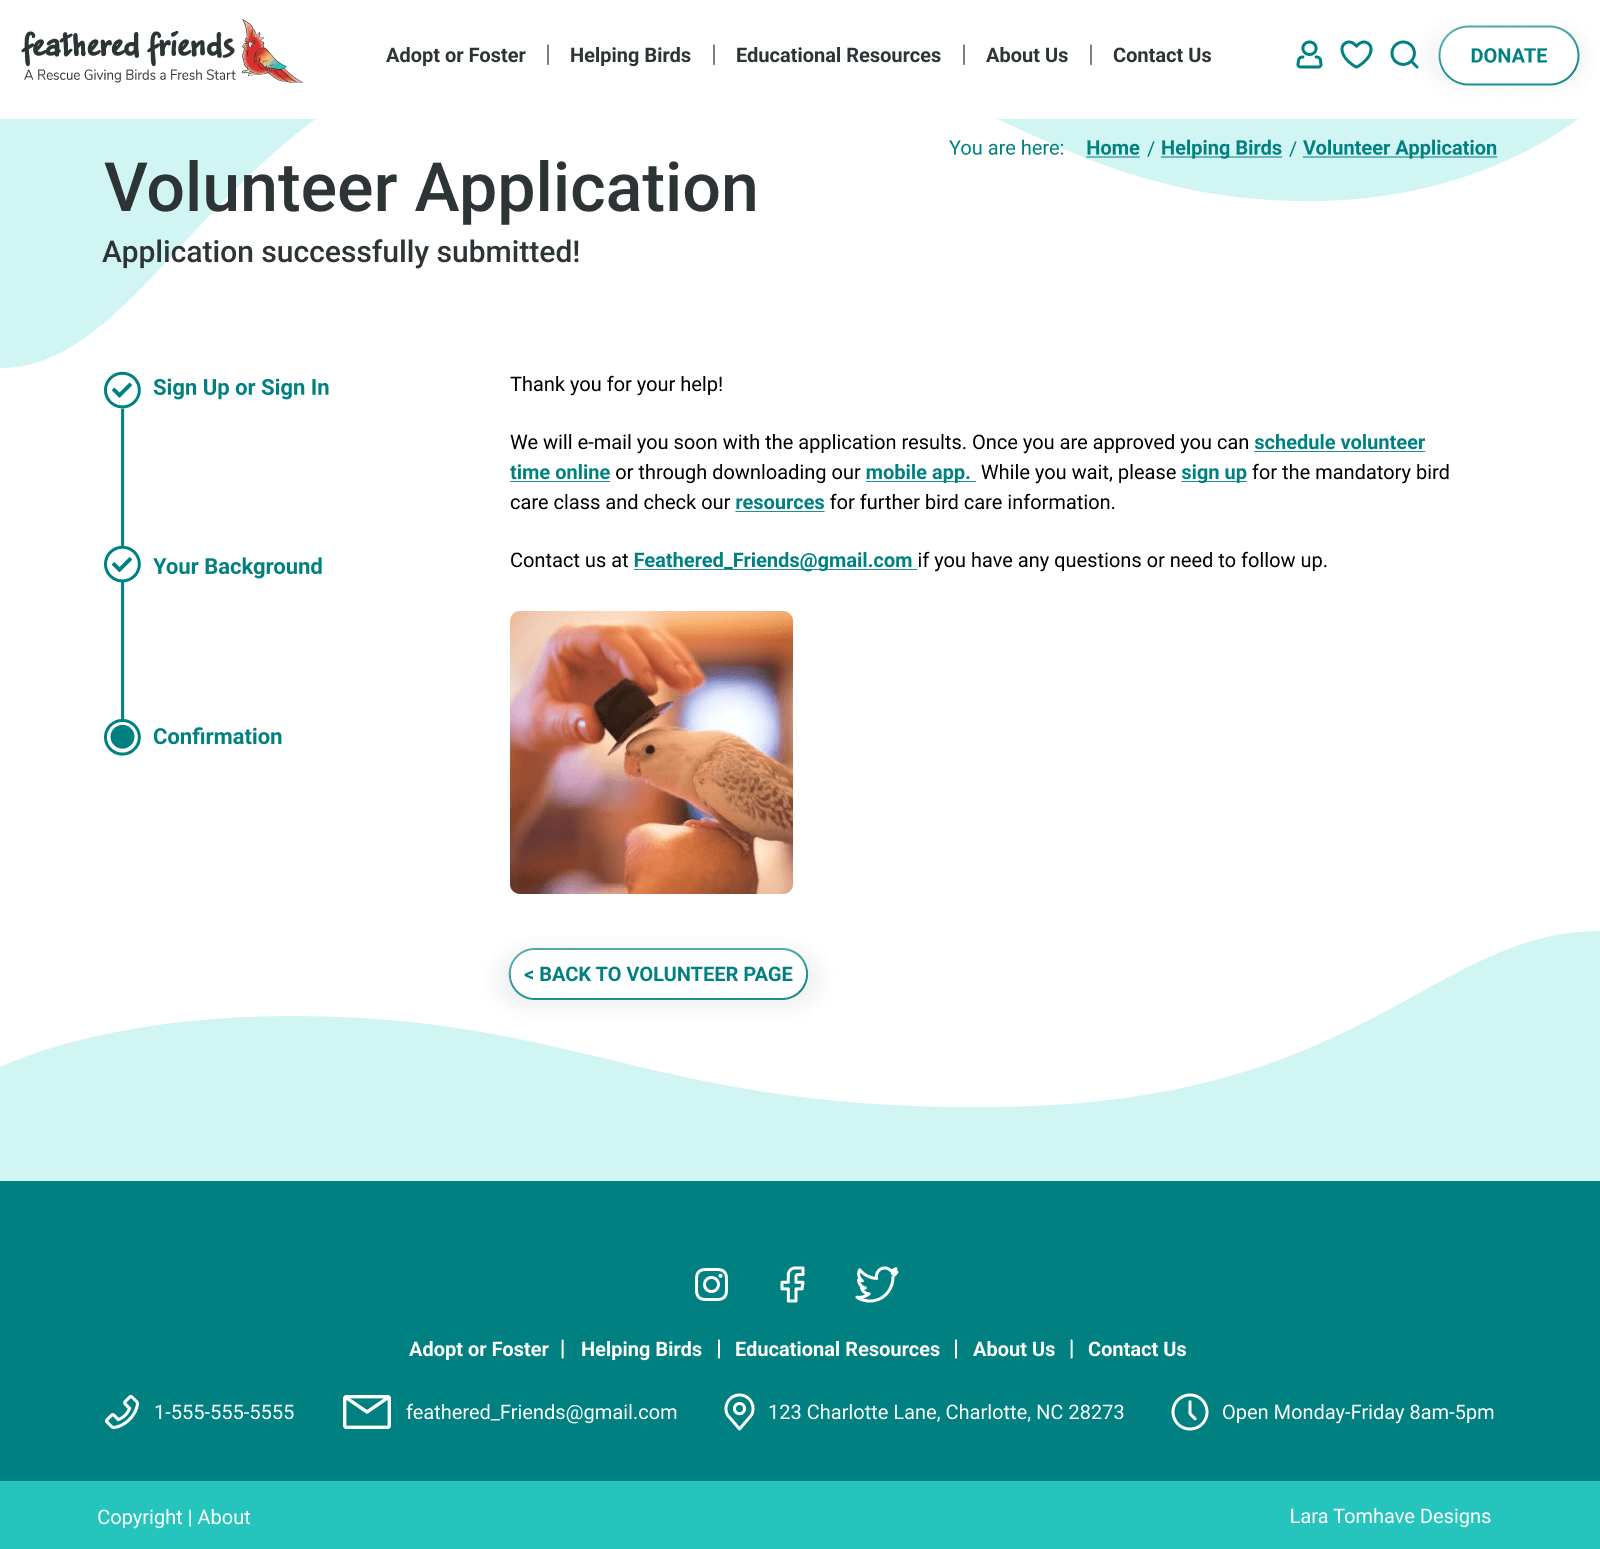 feathered friends
A Rescue Giving Birds a Fresh Start
Adopt or Foster | Helping Birds | Educational Resources | About Us | Contact Us
DONATE
You are here: Home / Helping Birds / Volunteer Application
Volunteer Application
Application successfully submitted!
Sign Up or Sign In
Your Background
Confirmation
Thank you for your help!
We will e-mail you soon with the application results. Once you are approved you can schedule volunteer
time online or through downloading our mobile app. While you wait, please sign up for the mandatory bird
care class and check our resources for further bird care information.
Contact us at Feathered_Friends@gmail.com if you have any questions or need to follow up.
< BACK TO VOLUNTEER PAGE
Adopt or Foster | Helping Birds | Educational Resources | About Us | Contact Us
1-555-555-5555
feathered_Friends@gmail.com
123 Charlotte Lane, Charlotte, NC 28273
Open Monday-Friday 8am-5pm
Copyright | About
Lara Tomhave Designs